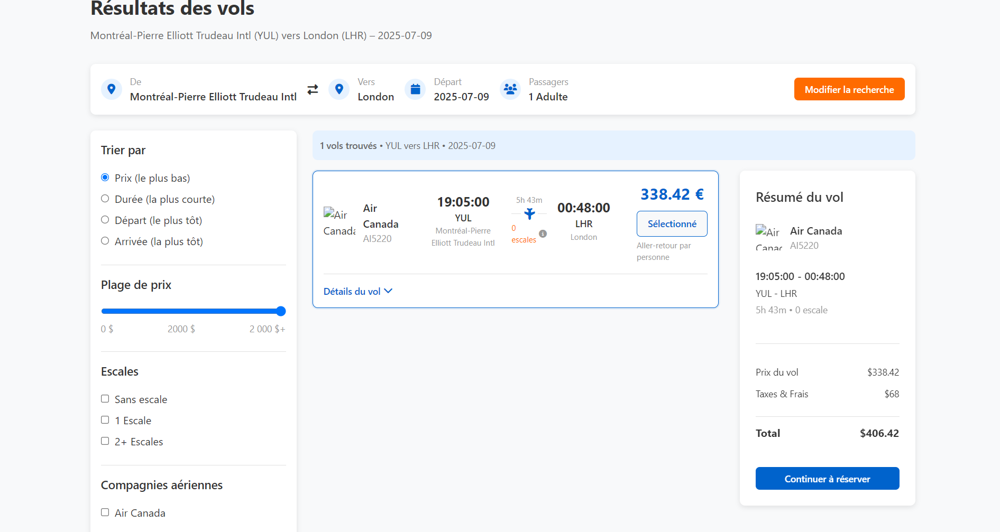 Résultats des vols
Montréal-Pierre Elliott Trudeau Intl (YUL) vers London (LHR) – 2025-07-09
De
Montréal-Pierre Elliott Trudeau Intl
Vers
London
Départ
2025-07-09
Passagers
1 Adulte
Modifier la recherche
Trier par
Prix (le plus bas)
Durée (la plus courte)
Départ (le plus tôt)
Arrivée (la plus tôt)
Plage de prix
0 $ 2000 $ 2 000 $+
Escales
Sans escale
1 Escale
2+ Escales
Compagnies aériennes
Air Canada
1 vols trouvés • YUL vers LHR • 2025-07-09
Air
Canada
Air
Canada
AI5220
19:05:00
YUL
Montréal-Pierre
Elliott Trudeau Intl
5h 43m
0
escales
00:48:00
LHR
London
338.42 €
Sélectionné
Aller-retour par
personne
Détails du vol
Résumé du vol
Air
Canad
Air Canada
AI5220
19:05:00 - 00:48:00
YUL - LHR
5h 43m • 0 escale
Prix du vol $338.42
Taxes & Frais $68
Total $406.42
Continuer à réserver